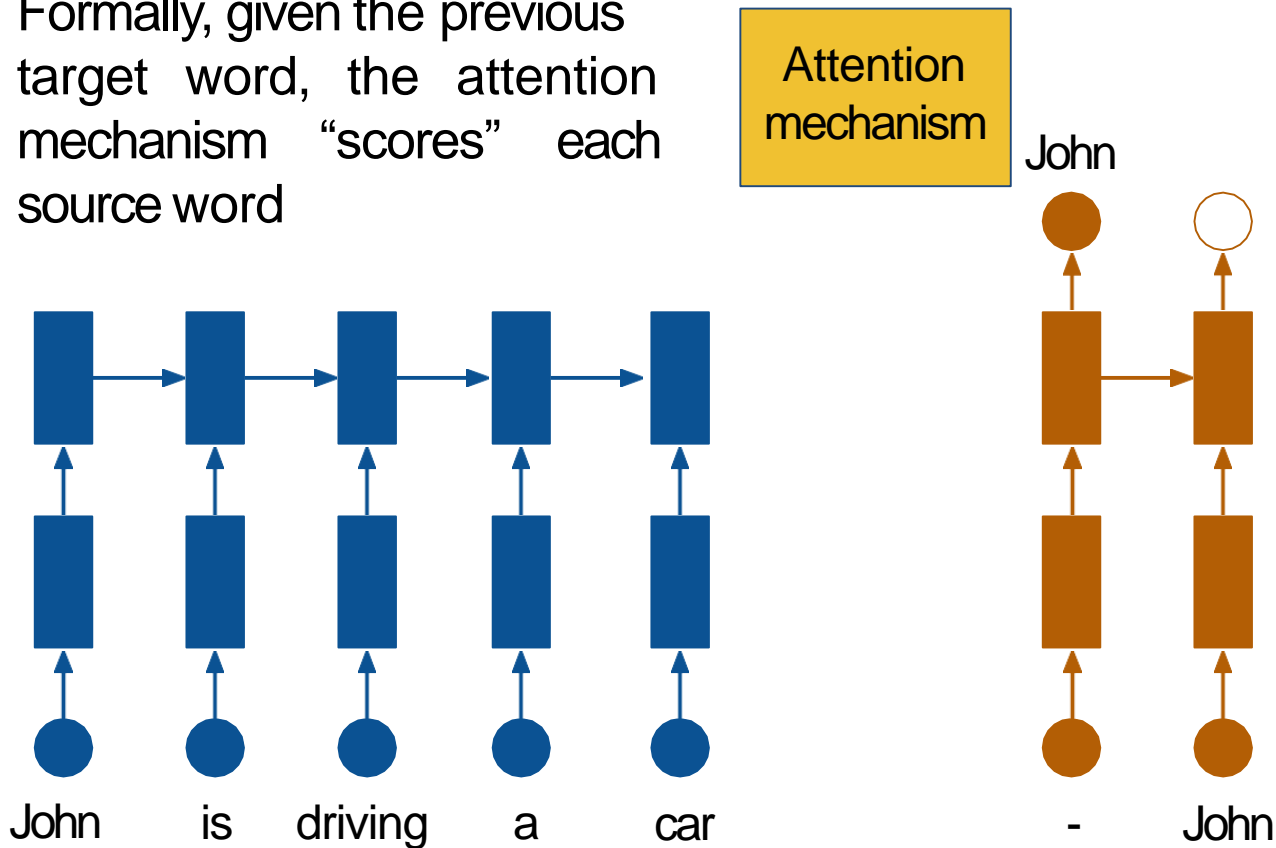 Formally, given the previous
target word, the attention
mechanism “scores” each
source word
Attention
mechanism
John
John is driving a car - John